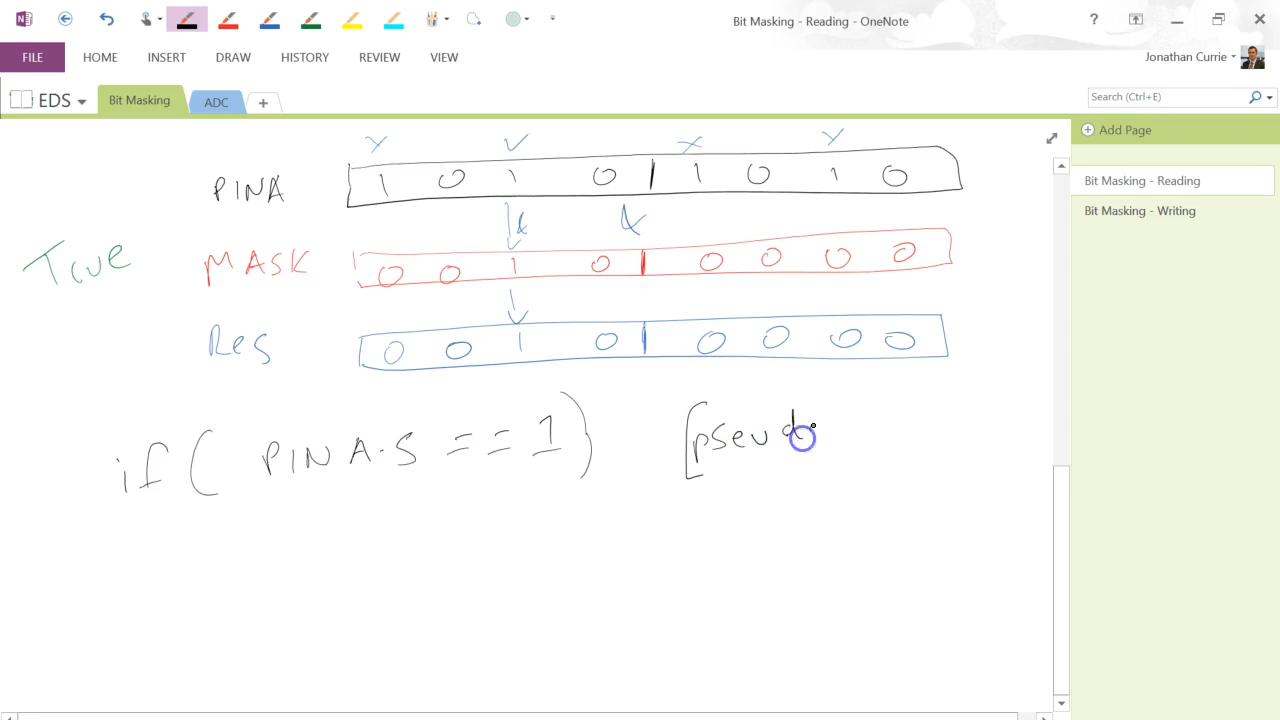 Bit Masking - Reading - OneNote
?
FILE HOME INSERT DRAW HISTORY REVIEW VIEW
Jonathan Currie
EDS Bit Masking ADC +
Search (Ctrl+E)
Add Page
Bit Masking - Reading
Bit Masking - Writing
X ✓ X X
PINA 1 0 1 0 1 0 1 0
& &
True MASK 0 0 1 0 0 0 0 0
Res 0 0 1 0 0 0 0 0
if ( PINA.5 == 1 ) [pseud